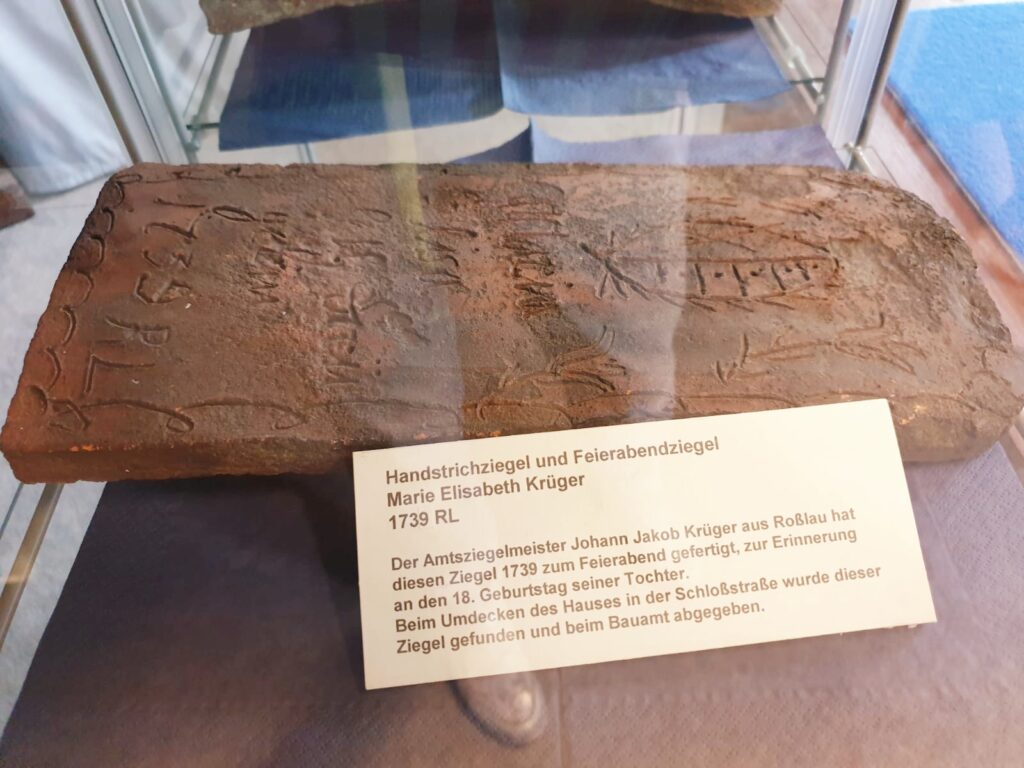 1739 RL
Handstrichziegel und Feierabendziegel
Marie Elisabeth Krüger
1739 RL
Der Amtsziegelmeister Johann Jakob Krüger aus Roßlau hat
diesen Ziegel 1739 zum Feierabend gefertigt, zur Erinnerung
an den 18. Geburtstag seiner Tochter.
Beim Umdecken des Hauses in der Schloßstraße wurde dieser
Ziegel gefunden und beim Bauamt abgegeben.